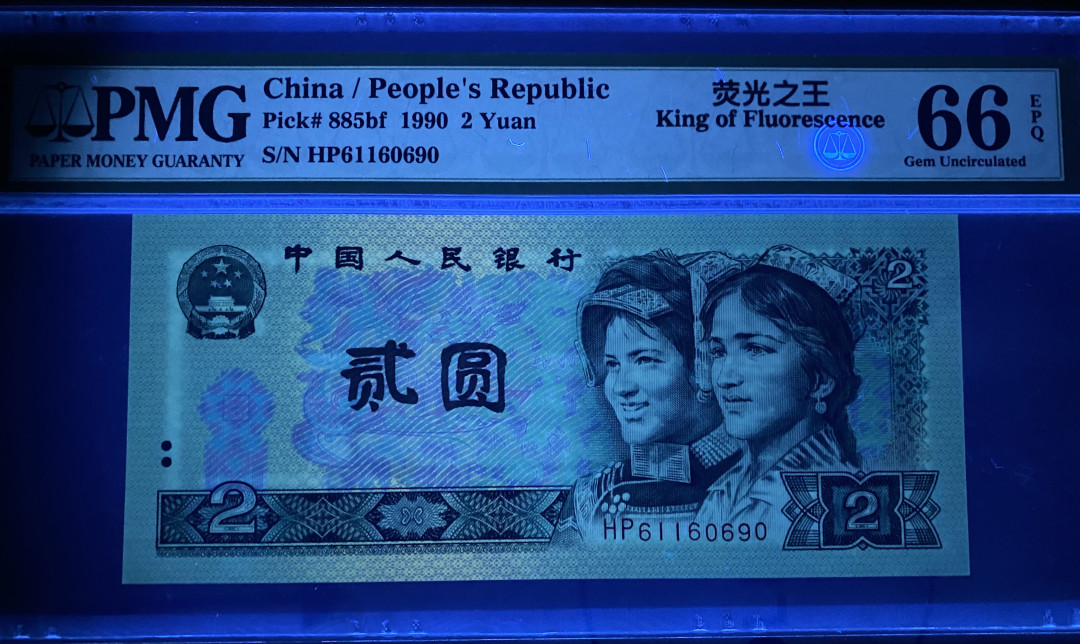 PMG
PAPER MONEY GUARANTY
China / People's Republic
Pick# 885bf 1990 2 Yuan
S/N HP61160690
荧光之王
King of Fluorescence
66
EPQ
Gem Uncirculated
中国人民银行
2
贰圆
2
HP61160690
2